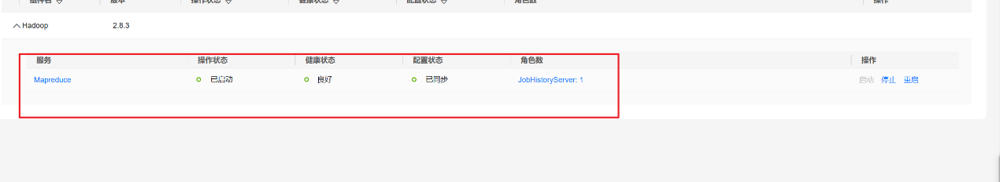 组件名 版本 操作状态 健康状态 配置状态 角色数 操作
Hadoop 2.8.3
服务 操作状态 健康状态 配置状态 角色数 操作
Mapreduce 已启动 良好 已同步 JobHistoryServer: 1 启动 停止 重启